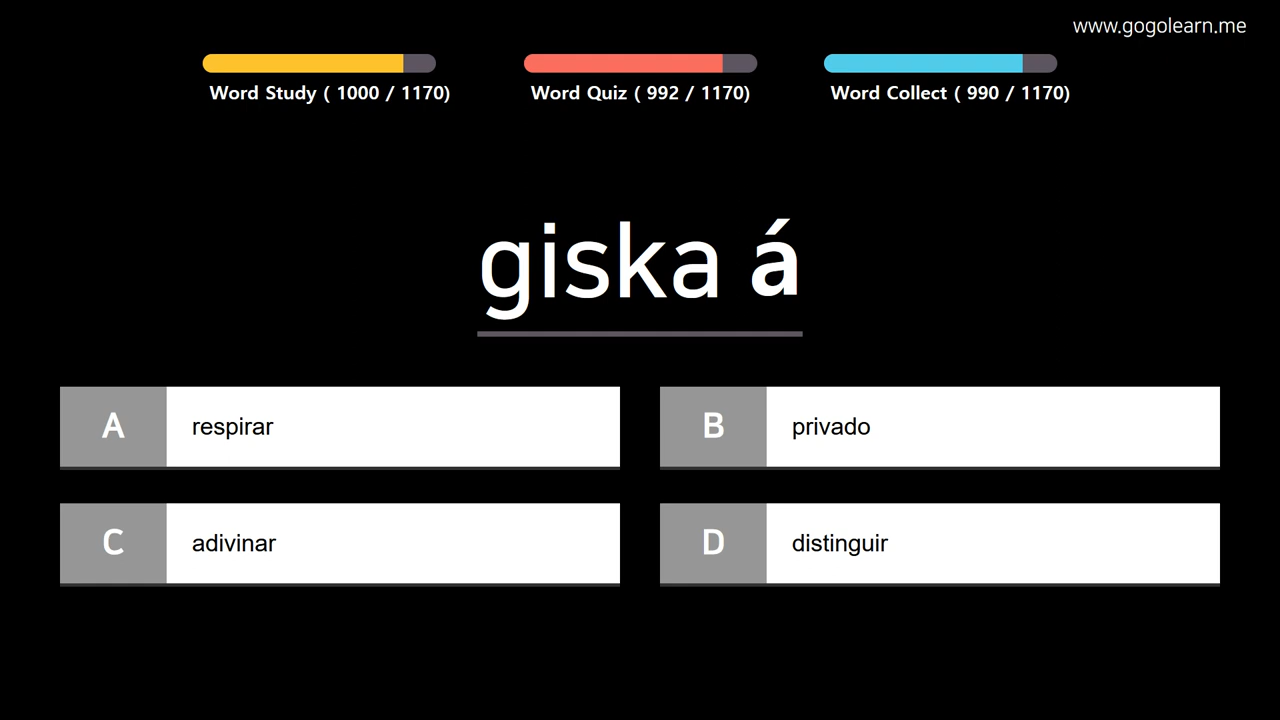 www.gogolearn.me
Word Study ( 1000 / 1170)
Word Quiz ( 992 / 1170)
Word Collect ( 990 / 1170)
giska á
A respirar
B privado
C adivinar
D distinguir